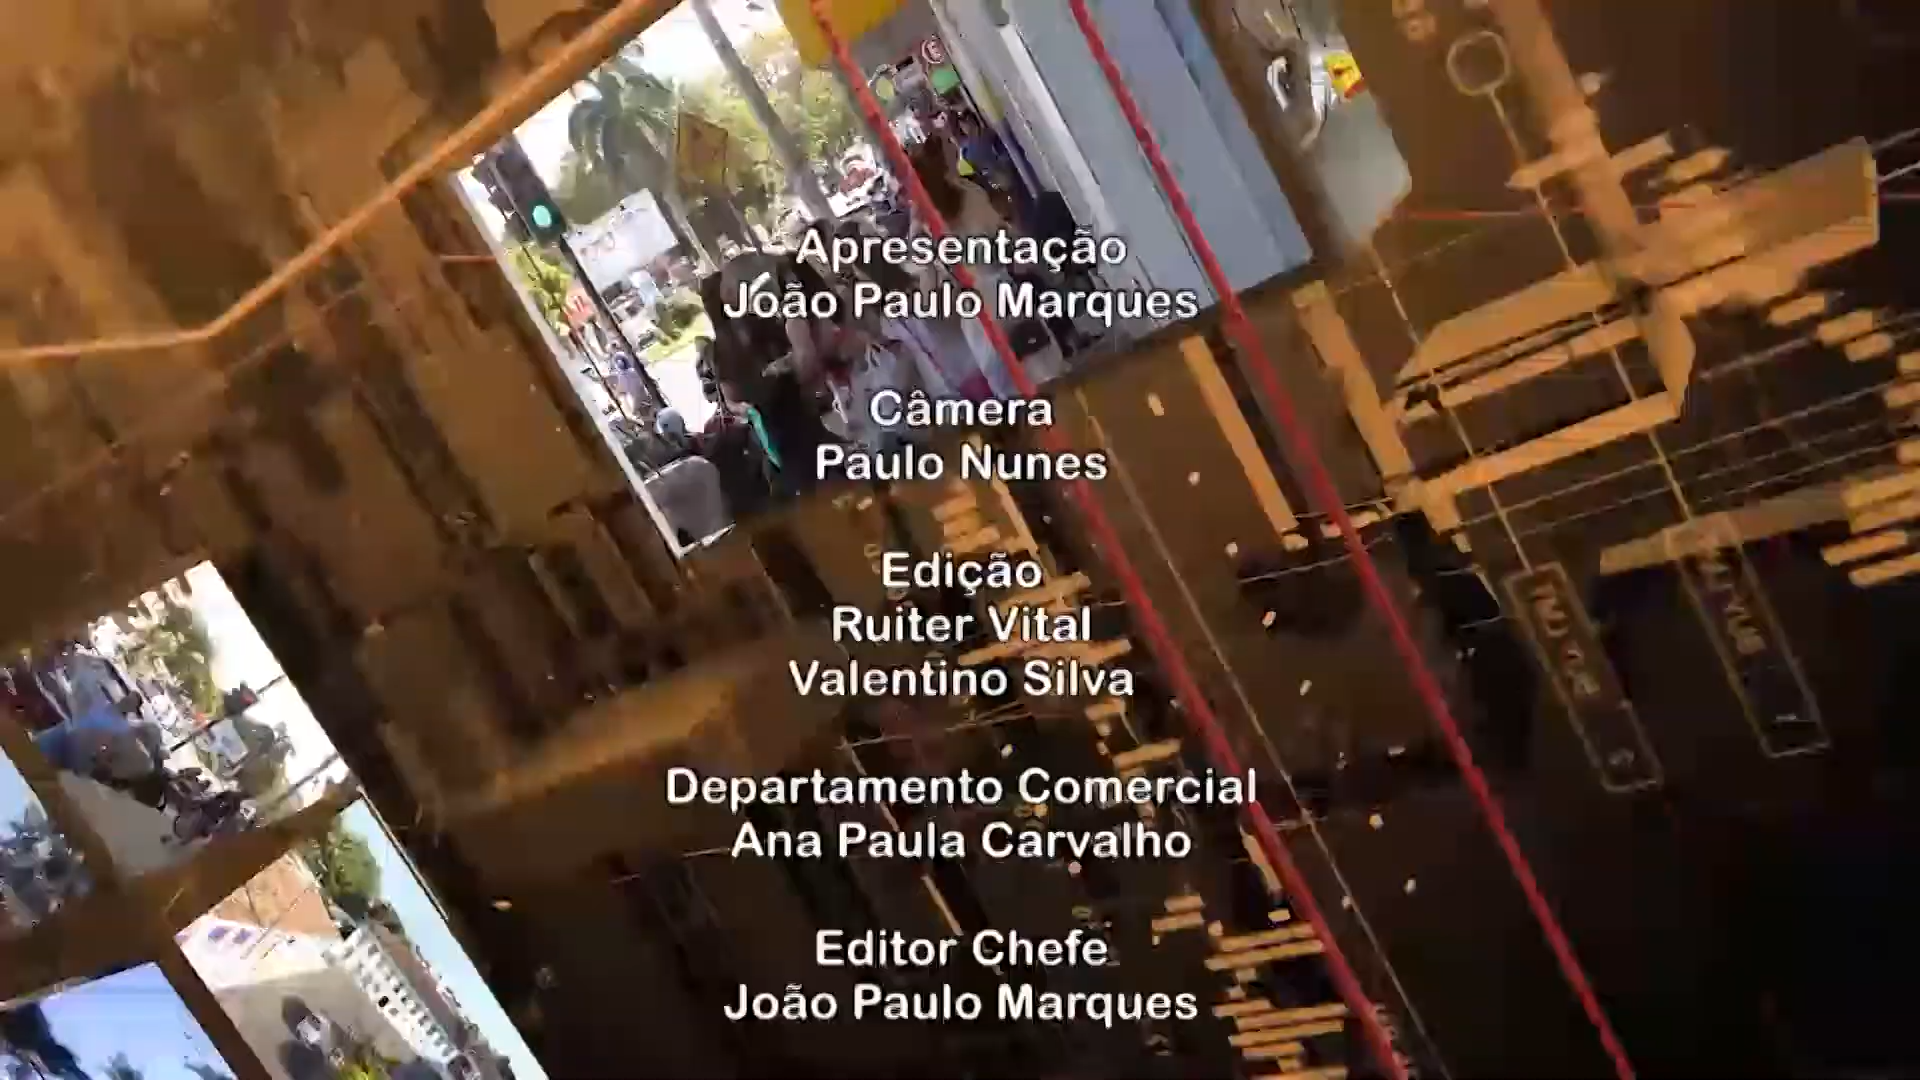 Apresentação
João Paulo Marques
Câmera
Paulo Nunes
Edição
Ruiter Vital
Valentino Silva
Departamento Comercial
Ana Paula Carvalho
Editor Chefe
João Paulo Marques